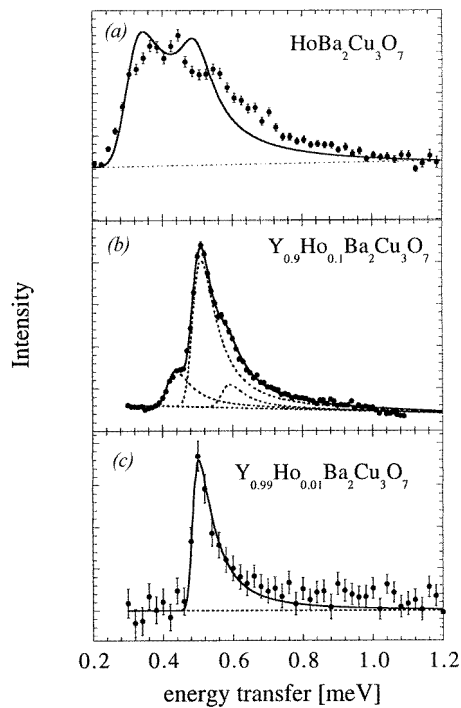 (a)
HoBa2Cu3O7
(b)
Y0.9Ho0.1Ba2Cu3O7
Intensity
(c)
Y0.99Ho0.01Ba2Cu3O7
0.2 0.4 0.6 0.8 1.0 1.2
energy transfer [meV]